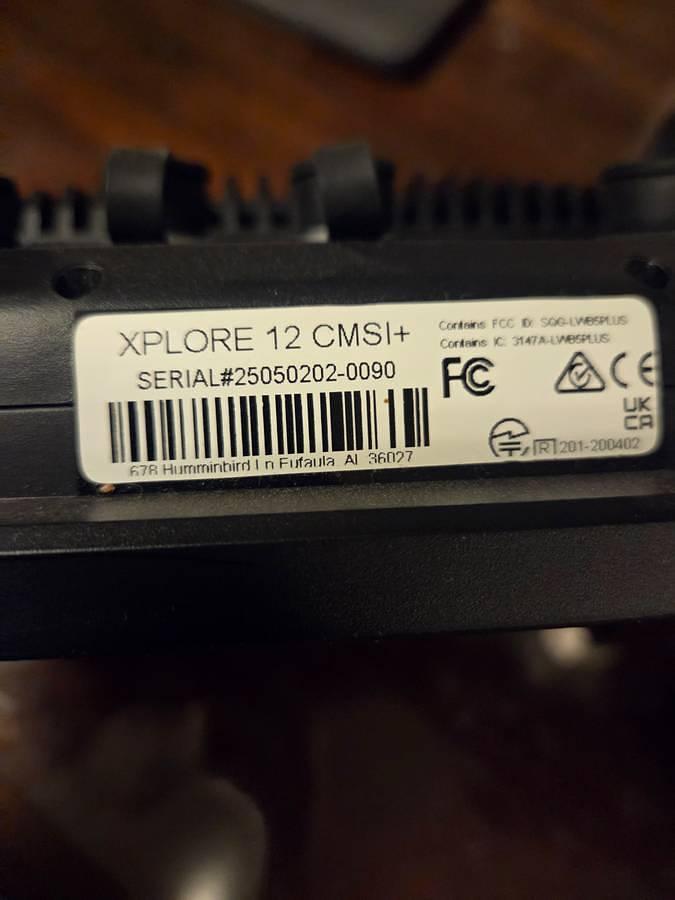 XPLORE 12 CMSI+
SERIAL#25050202-0090
678 Humminbird Ln Eufaula, AL 36027
Contains FCC ID: SQG-LWB5PLUS
Contains IC: 3147A-LWB5PLUS
FC CE
UK
CA
R 201-200402